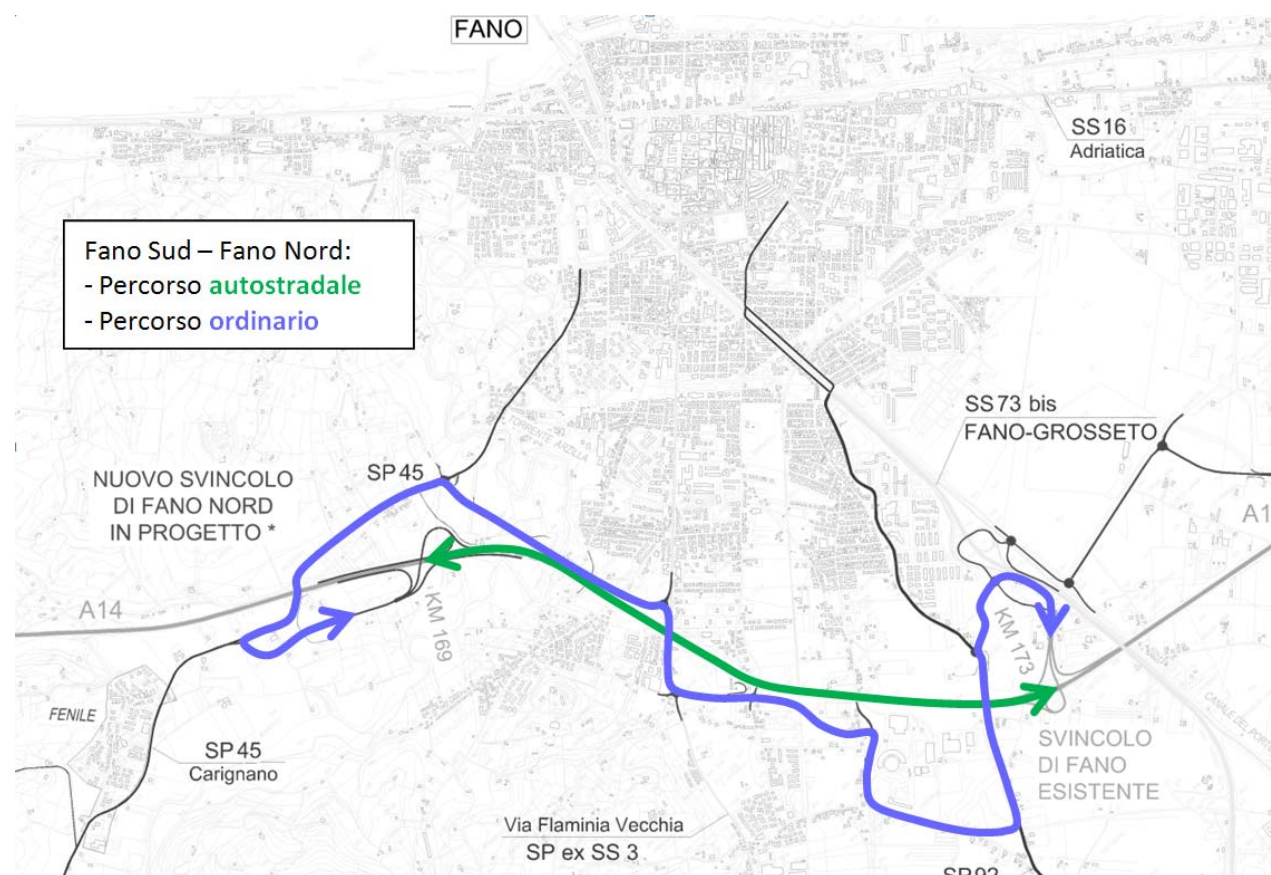 FANO
SS16
Adriatica
Fano Sud – Fano Nord:
- Percorso autostradale
- Percorso ordinario
SS73 bis
FANO-GROSSETO
TORRENTE ARZILLA
SP45
NUOVO SVINCOLO
DI FANO NORD
IN PROGETTO *
A1
A14
KM 169
KM 173
FENILE
SP45
Carignano
SVINCOLO
DI FANO
ESISTENTE
Via Flaminia Vecchia
SP ex SS 3